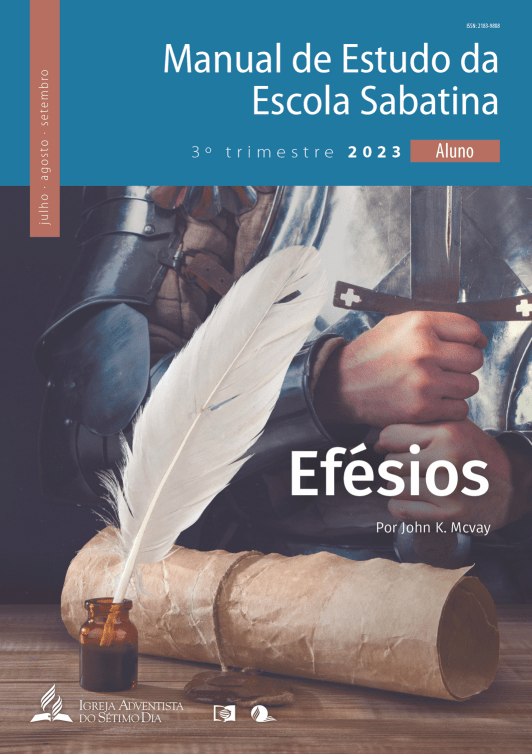 ISSN: 2183-9808
Manual de Estudo da
Escola Sabatina
3º trimestre 2023 Aluno
julho · agosto · setembro
Efésios
Por John K. Mcvay
IGREJA ADVENTISTA
DO SÉTIMO DIA